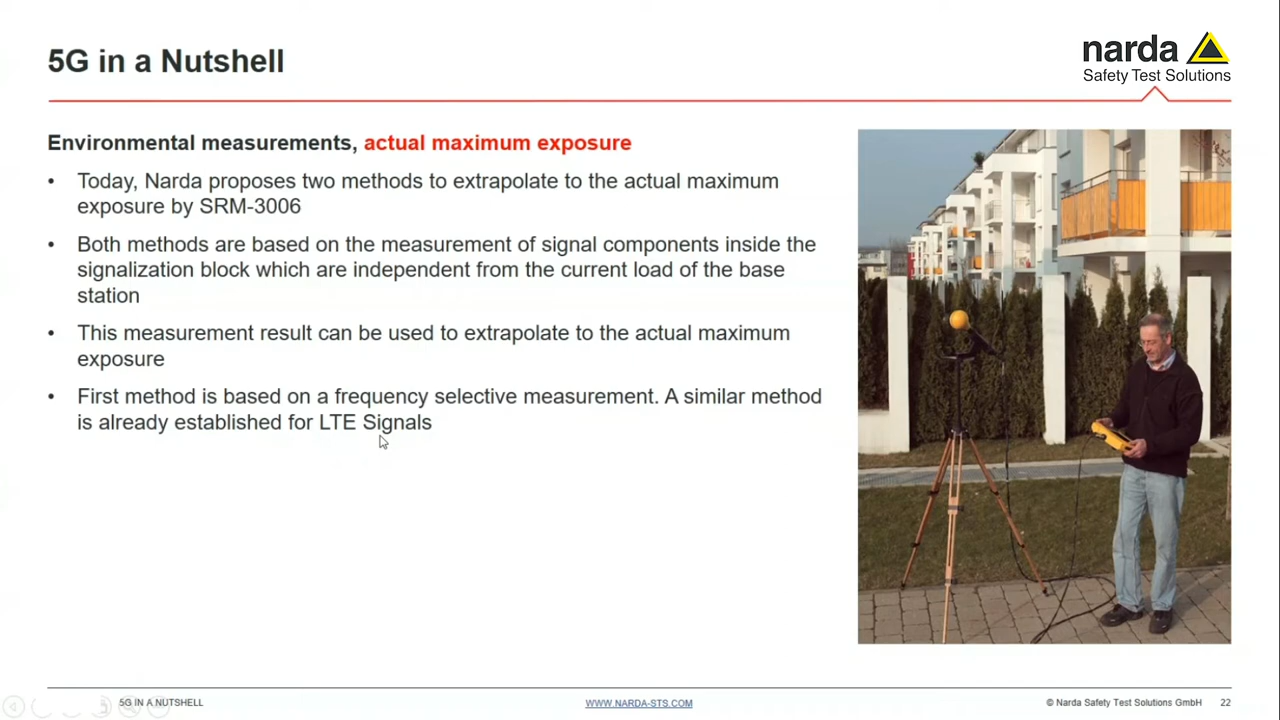 5G in a Nutshell
narda
Safety Test Solutions
Environmental measurements, actual maximum exposure
• Today, Narda proposes two methods to extrapolate to the actual maximum
exposure by SRM-3006
• Both methods are based on the measurement of signal components inside the
signalization block which are independent from the current load of the base
station
• This measurement result can be used to extrapolate to the actual maximum
exposure
• First method is based on a frequency selective measurement. A similar method
is already established for LTE Signals
5G IN A NUTSHELL
WWW.NARDA-STS.COM
© Narda Safety Test Solutions GmbH
22